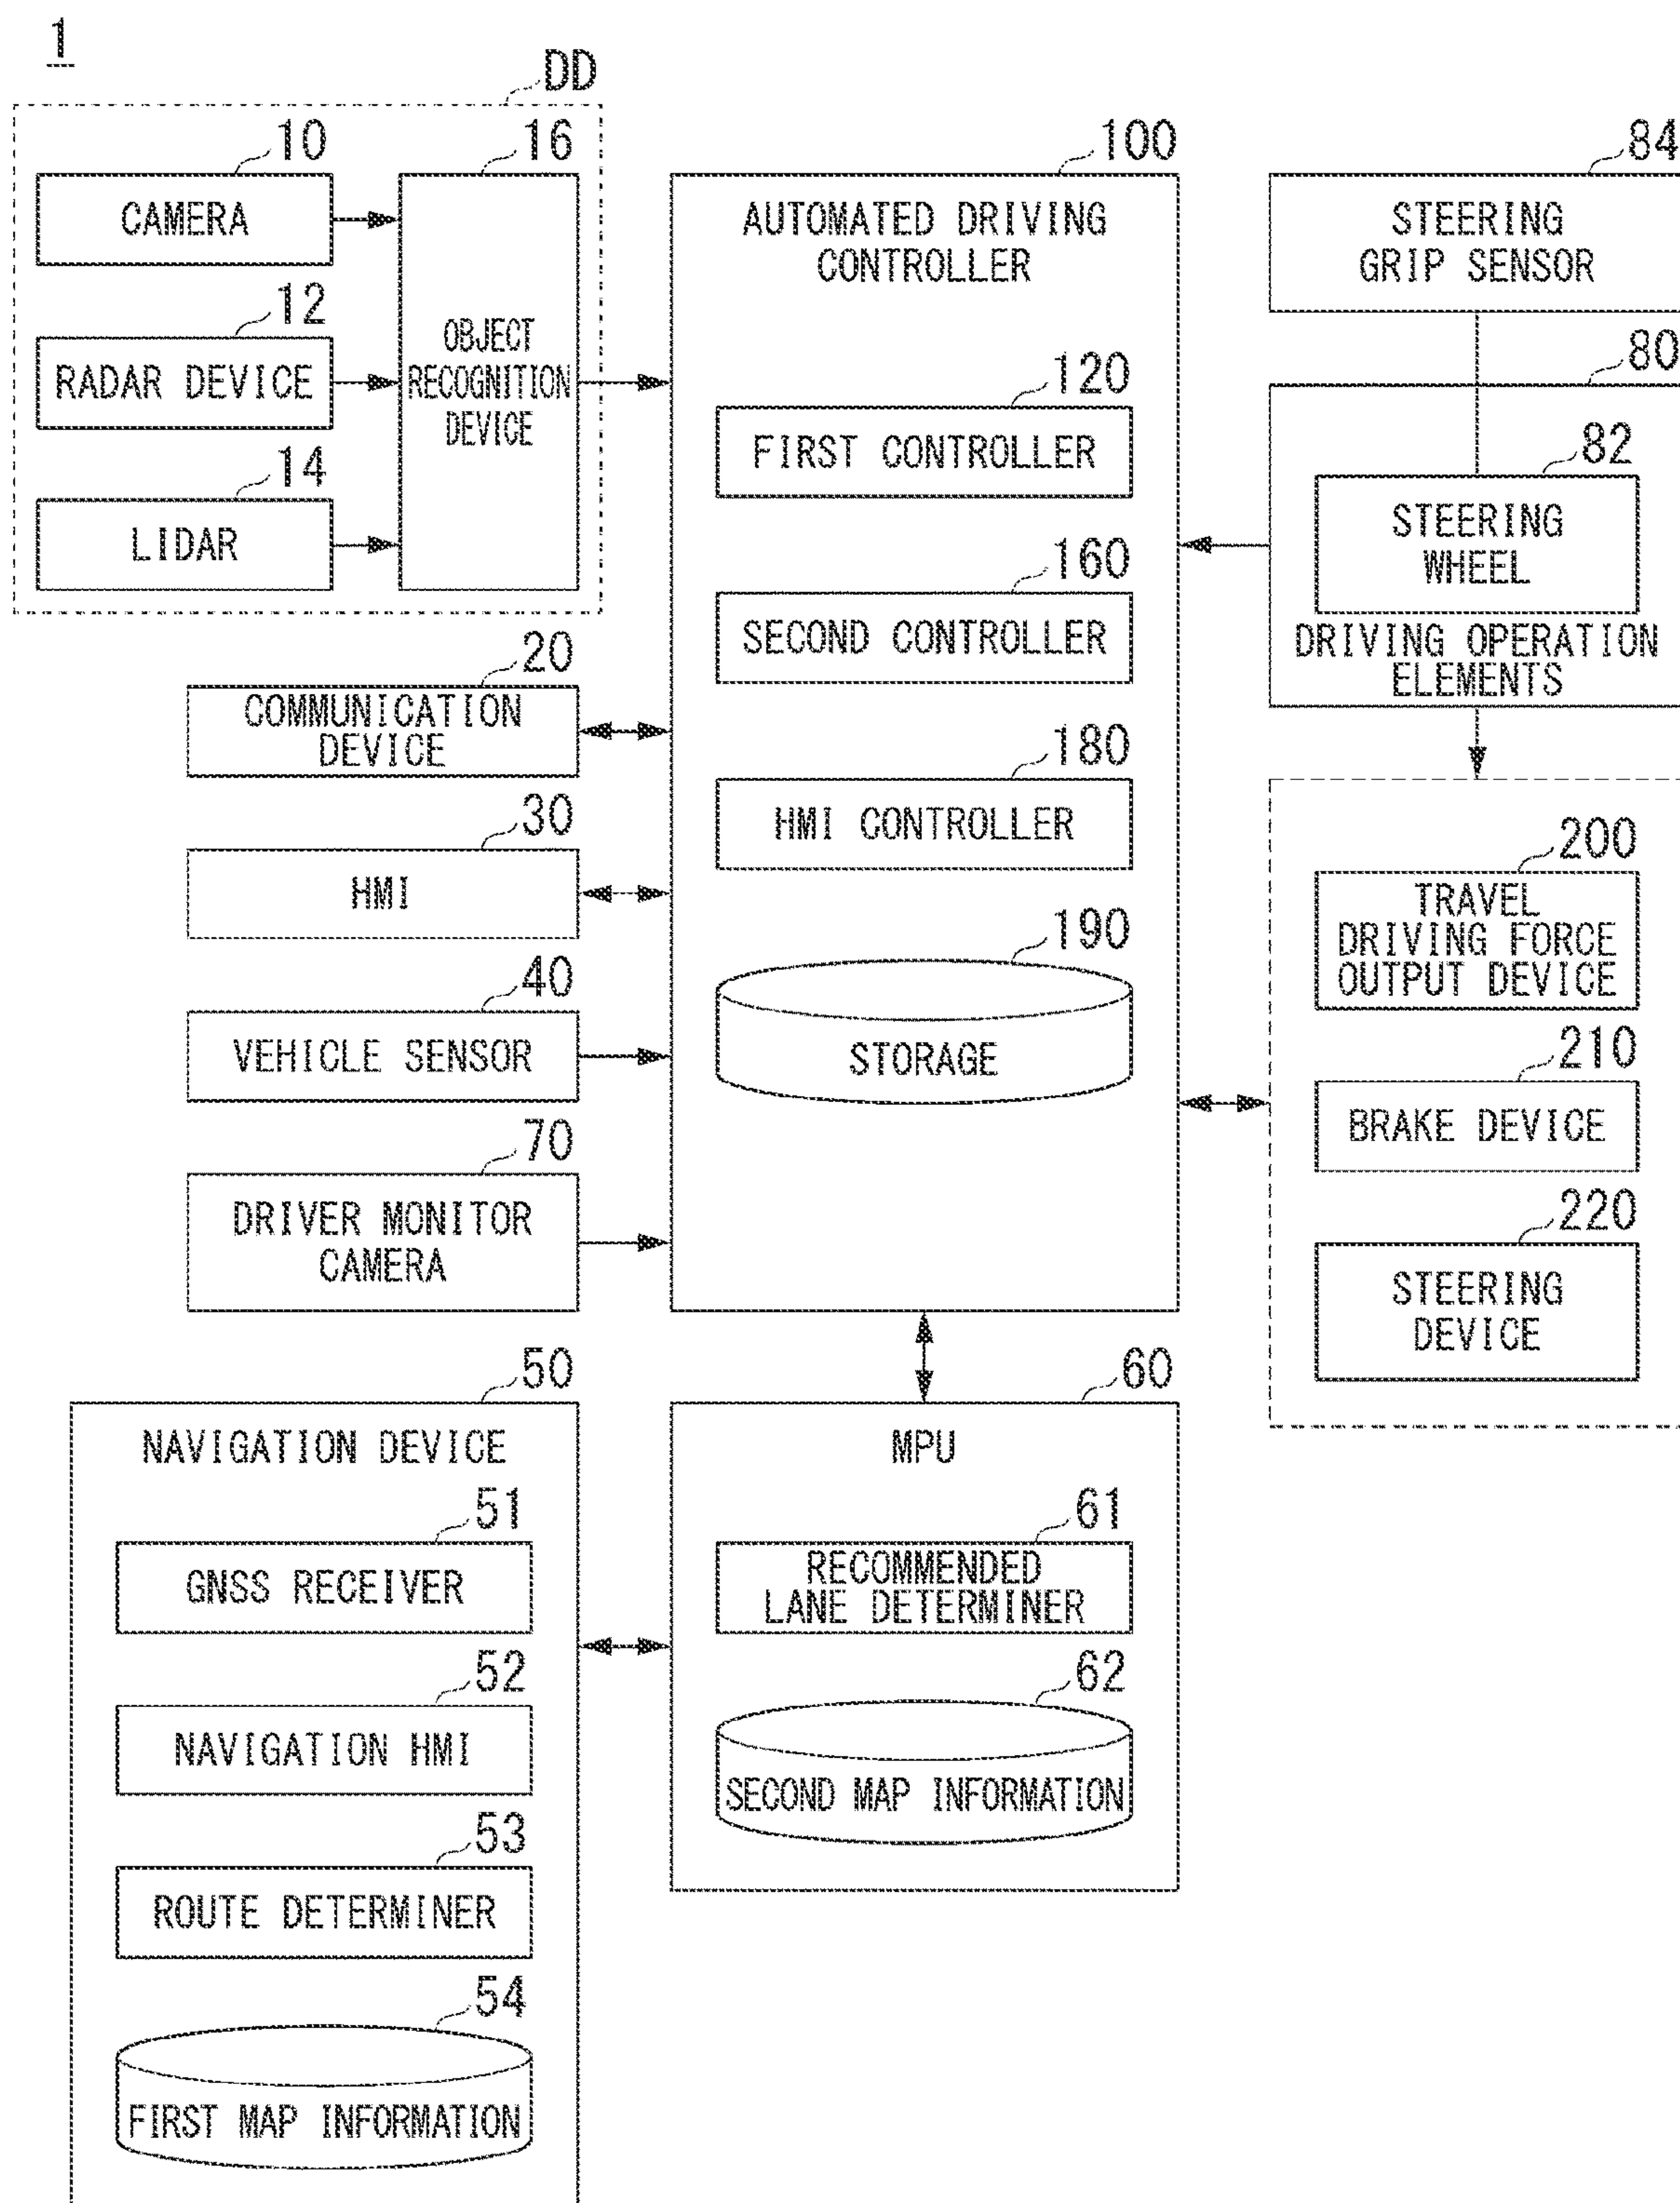 1
DD
10
CAMERA
12
RADAR DEVICE
14
LIDAR
16
OBJECT
RECOGNITION
DEVICE
20
COMMUNICATION
DEVICE
30
HMI
40
VEHICLE SENSOR
70
DRIVER MONITOR
CAMERA
100
AUTOMATED DRIVING
CONTROLLER
120
FIRST CONTROLLER
160
SECOND CONTROLLER
180
HMI CONTROLLER
190
STORAGE
84
STEERING
GRIP SENSOR
80
82
STEERING
WHEEL
DRIVING OPERATION
ELEMENTS
200
TRAVEL
DRIVING FORCE
OUTPUT DEVICE
210
BRAKE DEVICE
220
STEERING
DEVICE
50
NAVIGATION DEVICE
51
GNSS RECEIVER
52
NAVIGATION HMI
53
ROUTE DETERMINER
54
FIRST MAP INFORMATION
60
MPU
61
RECOMMENDED
LANE DETERMINER
62
SECOND MAP INFORMATION